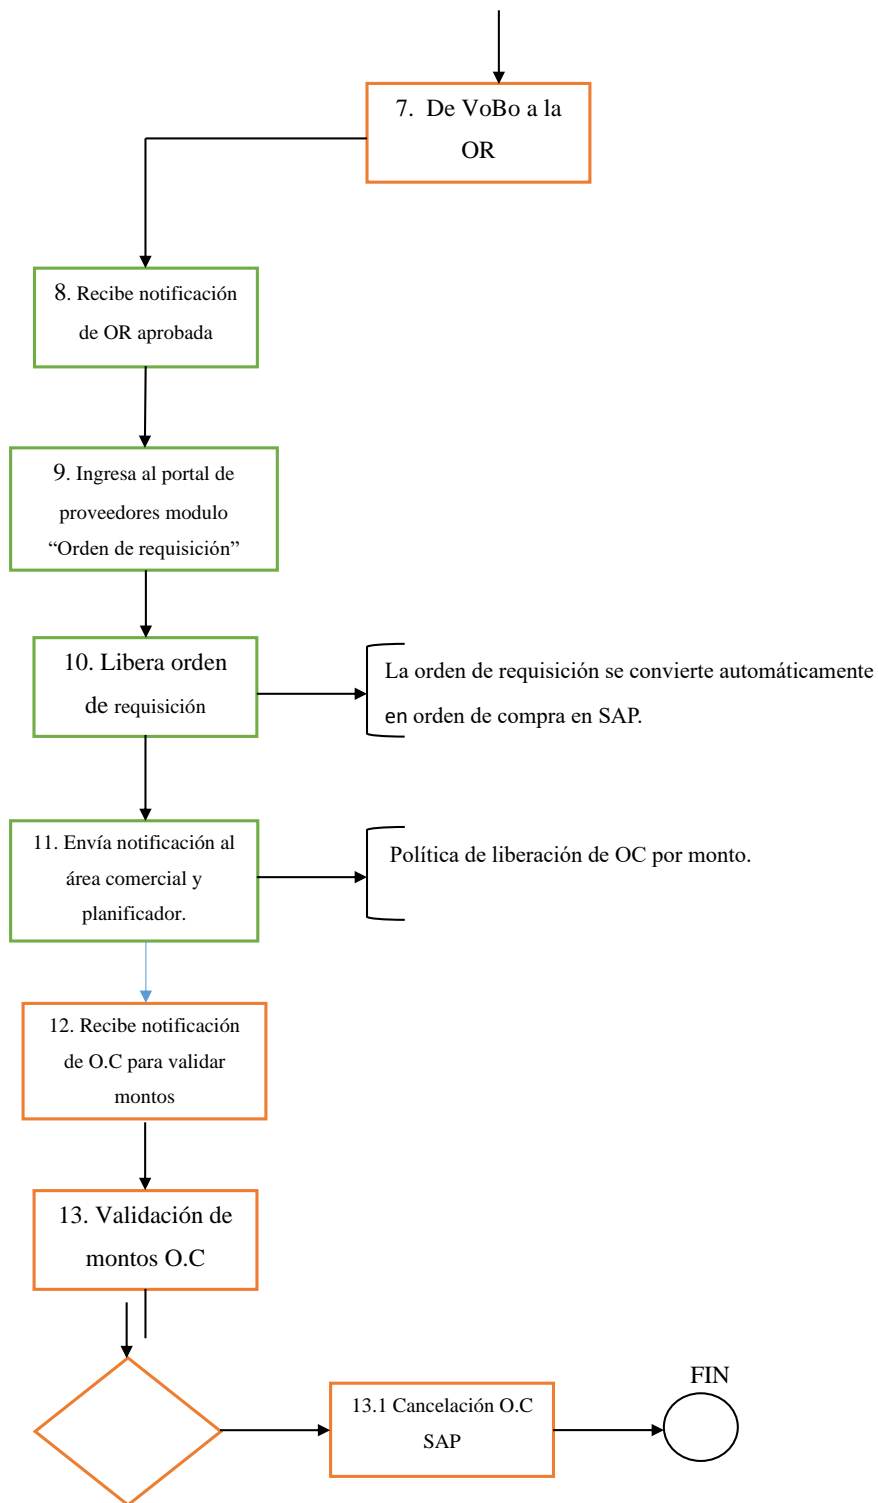 7. De VoBo a la
OR
8. Recibe notificación
de OR aprobada
9. Ingresa al portal de
proveedores modulo
“Orden de requisición”
10. Libera orden
de requisición
La orden de requisición se convierte automáticamente
en orden de compra en SAP.
11. Envía notificación al
área comercial y
planificador.
Política de liberación de OC por monto.
12. Recibe notificación
de O.C para validar
montos
13. Validación de
montos O.C
13.1 Cancelación O.C
SAP
FIN